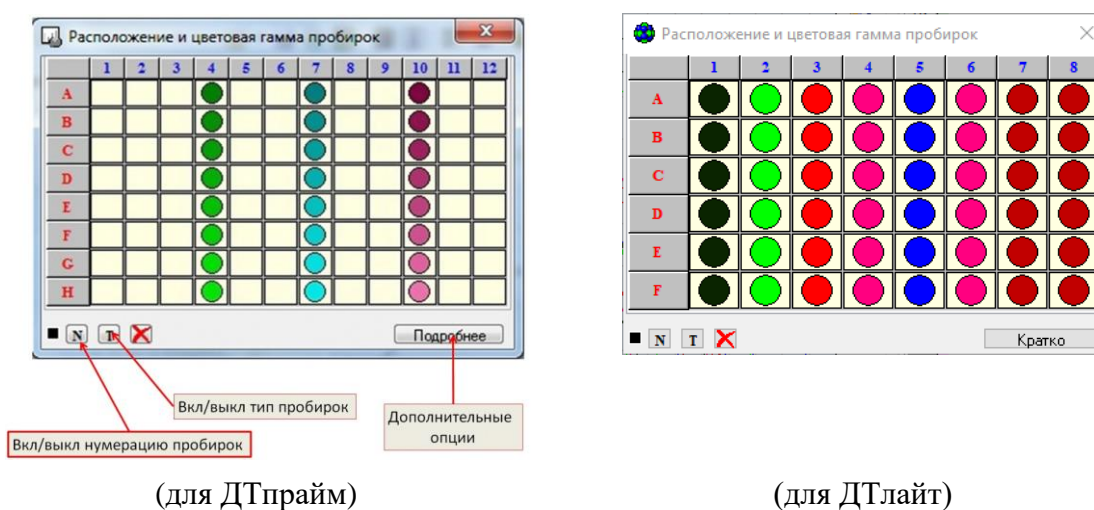 Расположение и цветовая гамма пробирок
1 2 3 4 5 6 7 8 9 10 11 12
A
B
C
D
E
F
G
H
N T Подробнее
Вкл/выкл тип пробирок
Вкл/выкл нумерацию пробирок
Дополнительные
опции
(для ДТпрайм)
Расположение и цветовая гамма пробирок
1 2 3 4 5 6 7 8
A
B
C
D
E
F
N T Кратко
(для ДТлайт)